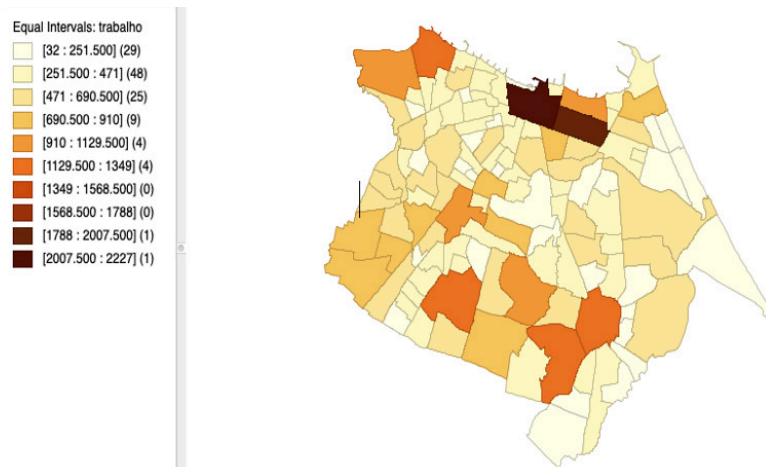 Equal Intervals: trabalho
[32 : 251.500] (29)
[251.500 : 471] (48)
[471 : 690.500] (25)
[690.500 : 910] (9)
[910 : 1129.500] (4)
[1129.500 : 1349] (4)
[1349 : 1568.500] (0)
[1568.500 : 1788] (0)
[1788 : 2007.500] (1)
[2007.500 : 2227] (1)